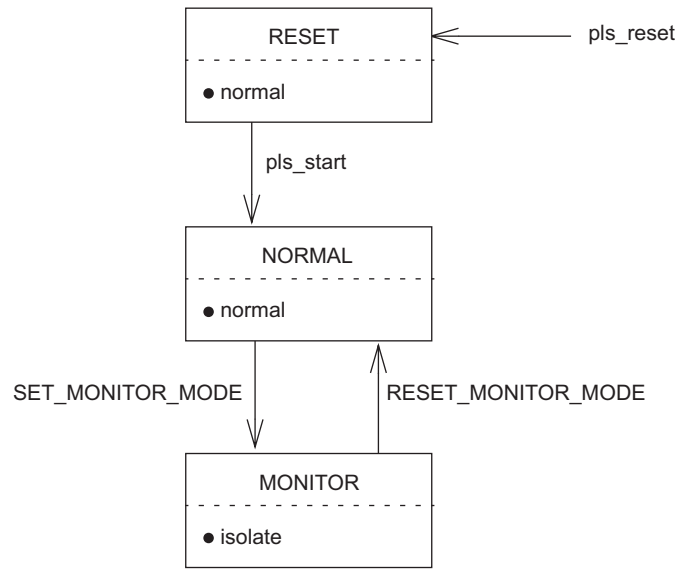 RESET
pls_reset
● normal
pls_start
NORMAL
● normal
SET_MONITOR_MODE
RESET_MONITOR_MODE
MONITOR
● isolate